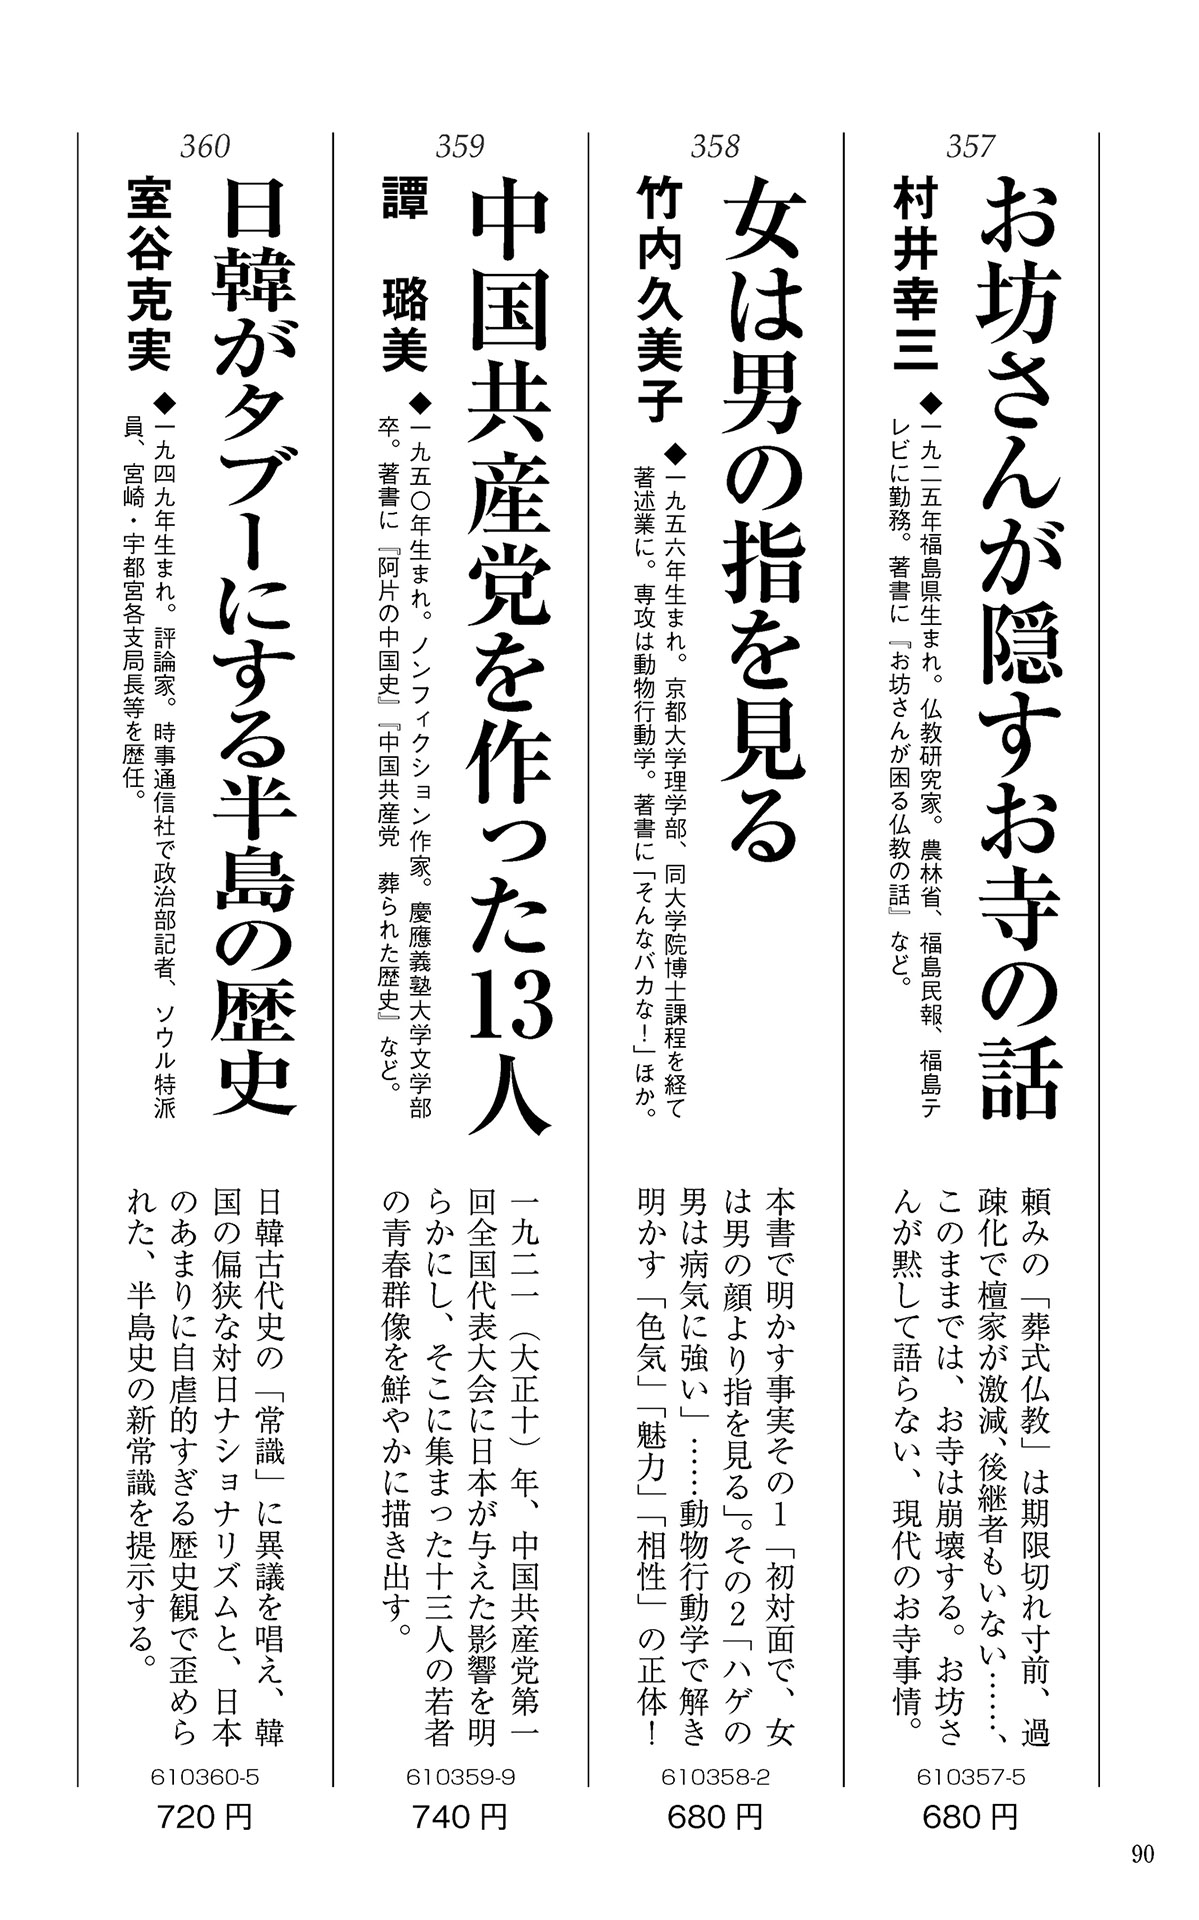 357
お坊さんが隠すお寺の話
村井幸三
◆一九二五年福島県生まれ。仏教研究家。農林省、福島民報、福島テ
レビに勤務。著書に『お坊さんが困る仏教の話』など。
頼みの「葬式仏教」は期限切れ寸前、過
疎化で檀家が激減、後継者もいない……、
このままでは、お寺は崩壊する。お坊さ
んが黙して語らない、現代のお寺事情。
610357-5
680円
358
女は男の指を見る
竹内久美子
◆一九五六年生まれ。京都大学理学部、同大学院博士課程を経て
著述業に。専攻は動物行動学。著書に「そんなバカな！」ほか。
本書で明かす事実その1「初対面で、女
は男の顔より指を見る」。その2「ハゲの
男は病気に強い」……動物行動学で解き
明かす「色気」「魅力」「相性」の正体！
610358-2
680円
359
中国共産党を作った13人
譚 璐美
◆一九五〇年生まれ。ノンフィクション作家。慶應義塾大学文学部
卒。著書に『阿片の中国史』『中国共産党 葬られた歴史』など。
一九二一（大正十）年、中国共産党第一
回全国代表大会に日本が与えた影響を明
らかにし、そこに集まった十三人の若者
の青春群像を鮮やかに描き出す。
610359-9
740円
360
日韓がタブーにする半島の歴史
室谷克実
◆一九四九年生まれ。評論家。時事通信社で政治部記者、ソウル特派
員、宮崎・宇都宮各支局長等を歴任。
日韓古代史の「常識」に異議を唱え、韓
国の偏狭な対日ナショナリズムと、日本
のあまりに自虐的すぎる歴史観で歪めら
れた、半島史の新常識を提示する。
610360-5
720円
90